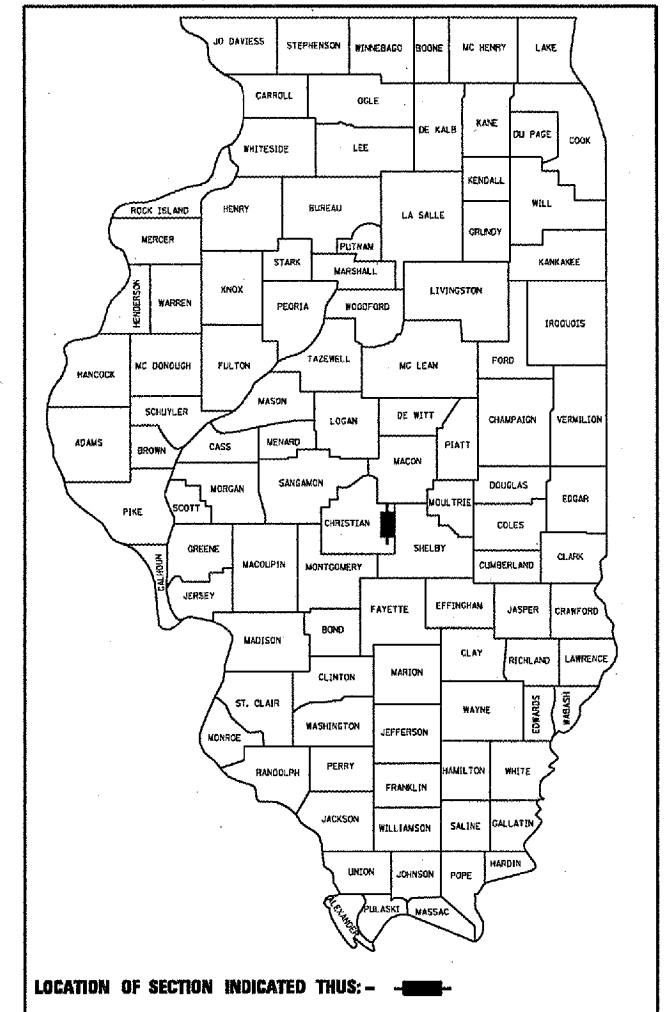 JO DAVIESS
STEPHENSON
WINNEBAGO
BOONE
MC HENRY
LAKE
CARROLL
OGLE
DE KALB
KANE
DU PAGE
COOK
WHITESIDE
LEE
KENDALL
WILL
ROCK ISLAND
HENRY
BUREAU
LA SALLE
GRUNDY
MERCER
PUTNAM
STARK
MARSHALL
KANKAKEE
HENDERSON
WARREN
KNOX
PEORIA
WOODFORD
LIVINGSTON
IROQUOIS
HANCOCK
MC DONOUGH
FULTON
TAZEWELL
MC LEAN
FORD
SCHUYLER
MASON
LOGAN
DE WITT
CHAMPAIGN
VERMILION
ADAMS
BROWN
CASS
MENARD
MACON
PIATT
PIKE
SCOTT
MORGAN
SANGAMON
CHRISTIAN
MOULTRIE
DOUGLAS
EDGAR
COLES
CALHOUN
GREENE
MACOUPIN
MONTGOMERY
SHELBY
CUMBERLAND
CLARK
JERSEY
FAYETTE
EFFINGHAM
JASPER
CRAWFORD
MADISON
BOND
CLAY
RICHLAND
LAWRENCE
CLINTON
MARION
ST. CLAIR
WAYNE
EDWARDS
WABASH
WASHINGTON
MONROE
JEFFERSON
RANDOLPH
PERRY
HAMILTON
WHITE
FRANKLIN
JACKSON
WILLIAMSON
SALINE
GALLATIN
UNION
JOHNSON
POPE
HARDIN
ALEXANDER
PULASKI
MASSAC
LOCATION OF SECTION INDICATED THUS: -